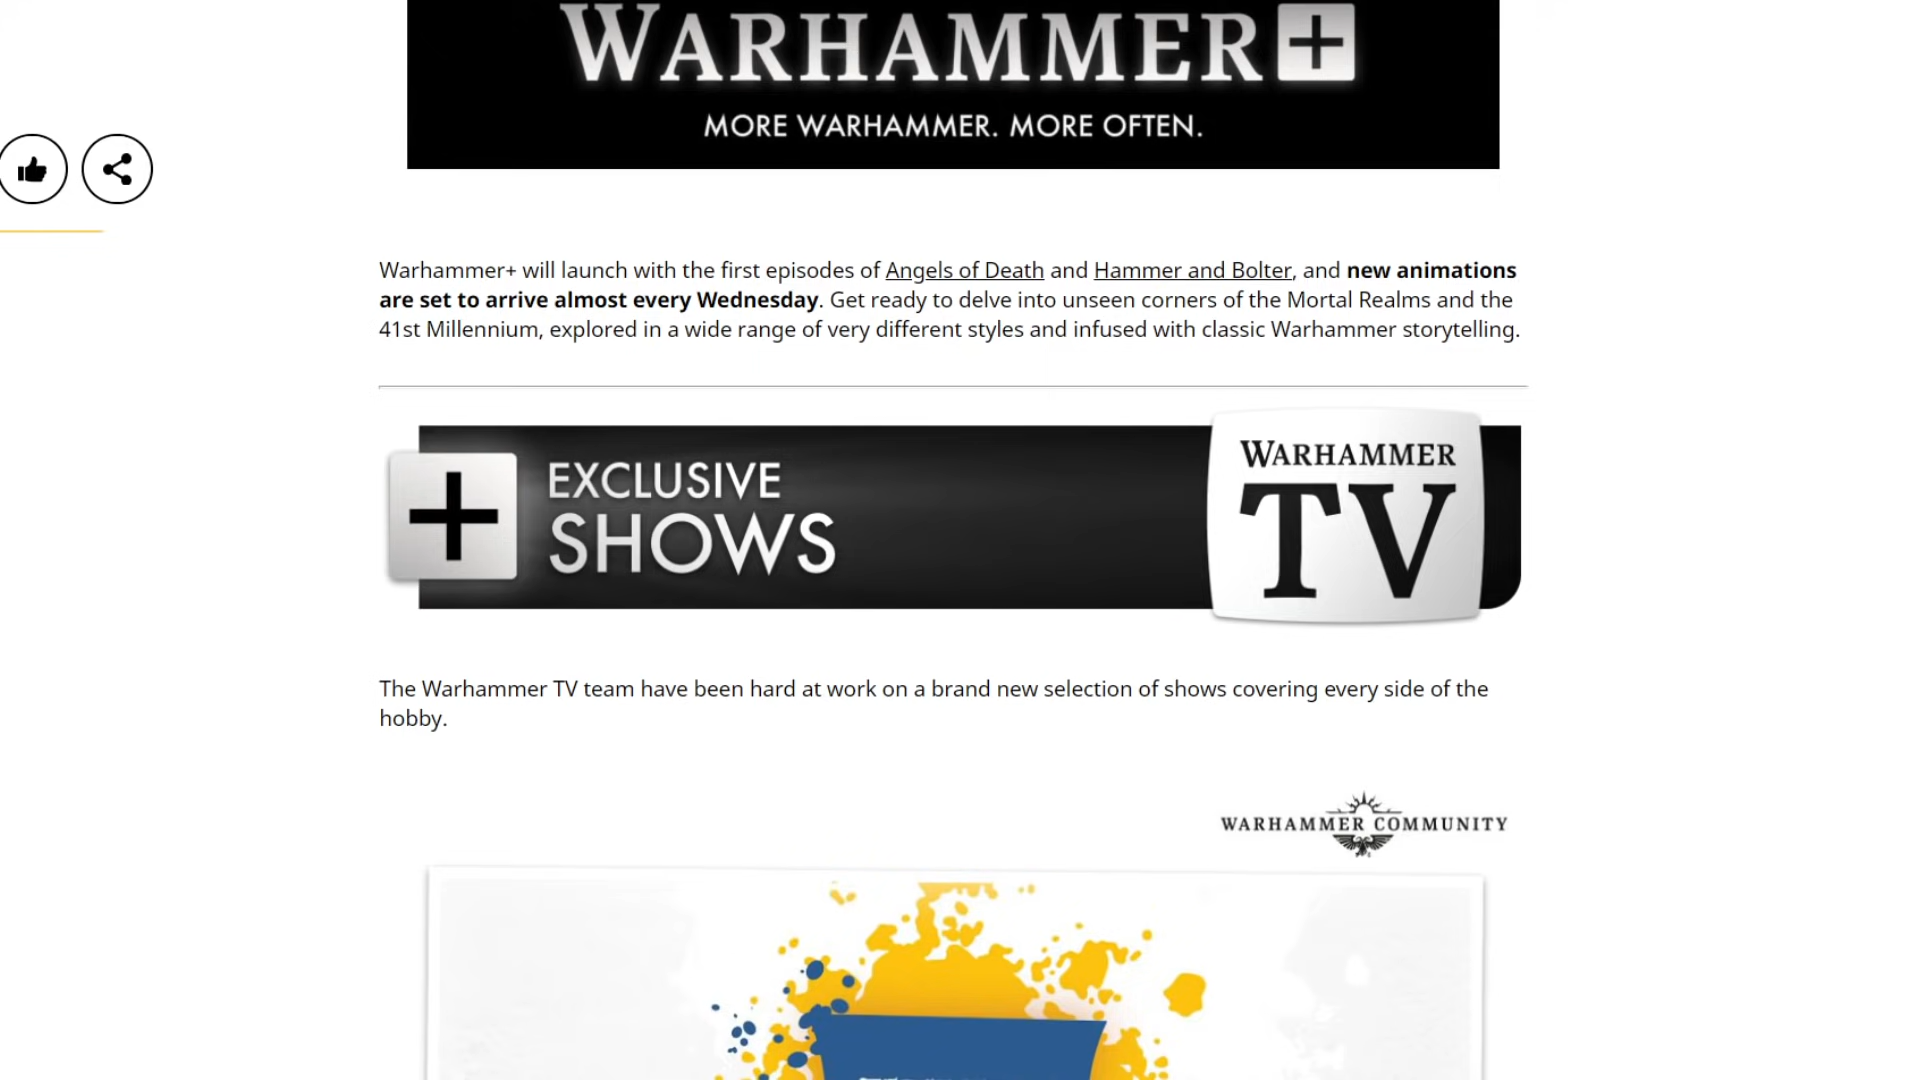 WARHAMMER+
MORE WARHAMMER. MORE OFTEN.
Warhammer+ will launch with the first episodes of Angels of Death and Hammer and Bolter, and new animations
are set to arrive almost every Wednesday. Get ready to delve into unseen corners of the Mortal Realms and the
41st Millennium, explored in a wide range of very different styles and infused with classic Warhammer storytelling.
+ EXCLUSIVE
SHOWS
WARHAMMER
TV
The Warhammer TV team have been hard at work on a brand new selection of shows covering every side of the
hobby.
WARHAMMER COMMUNITY